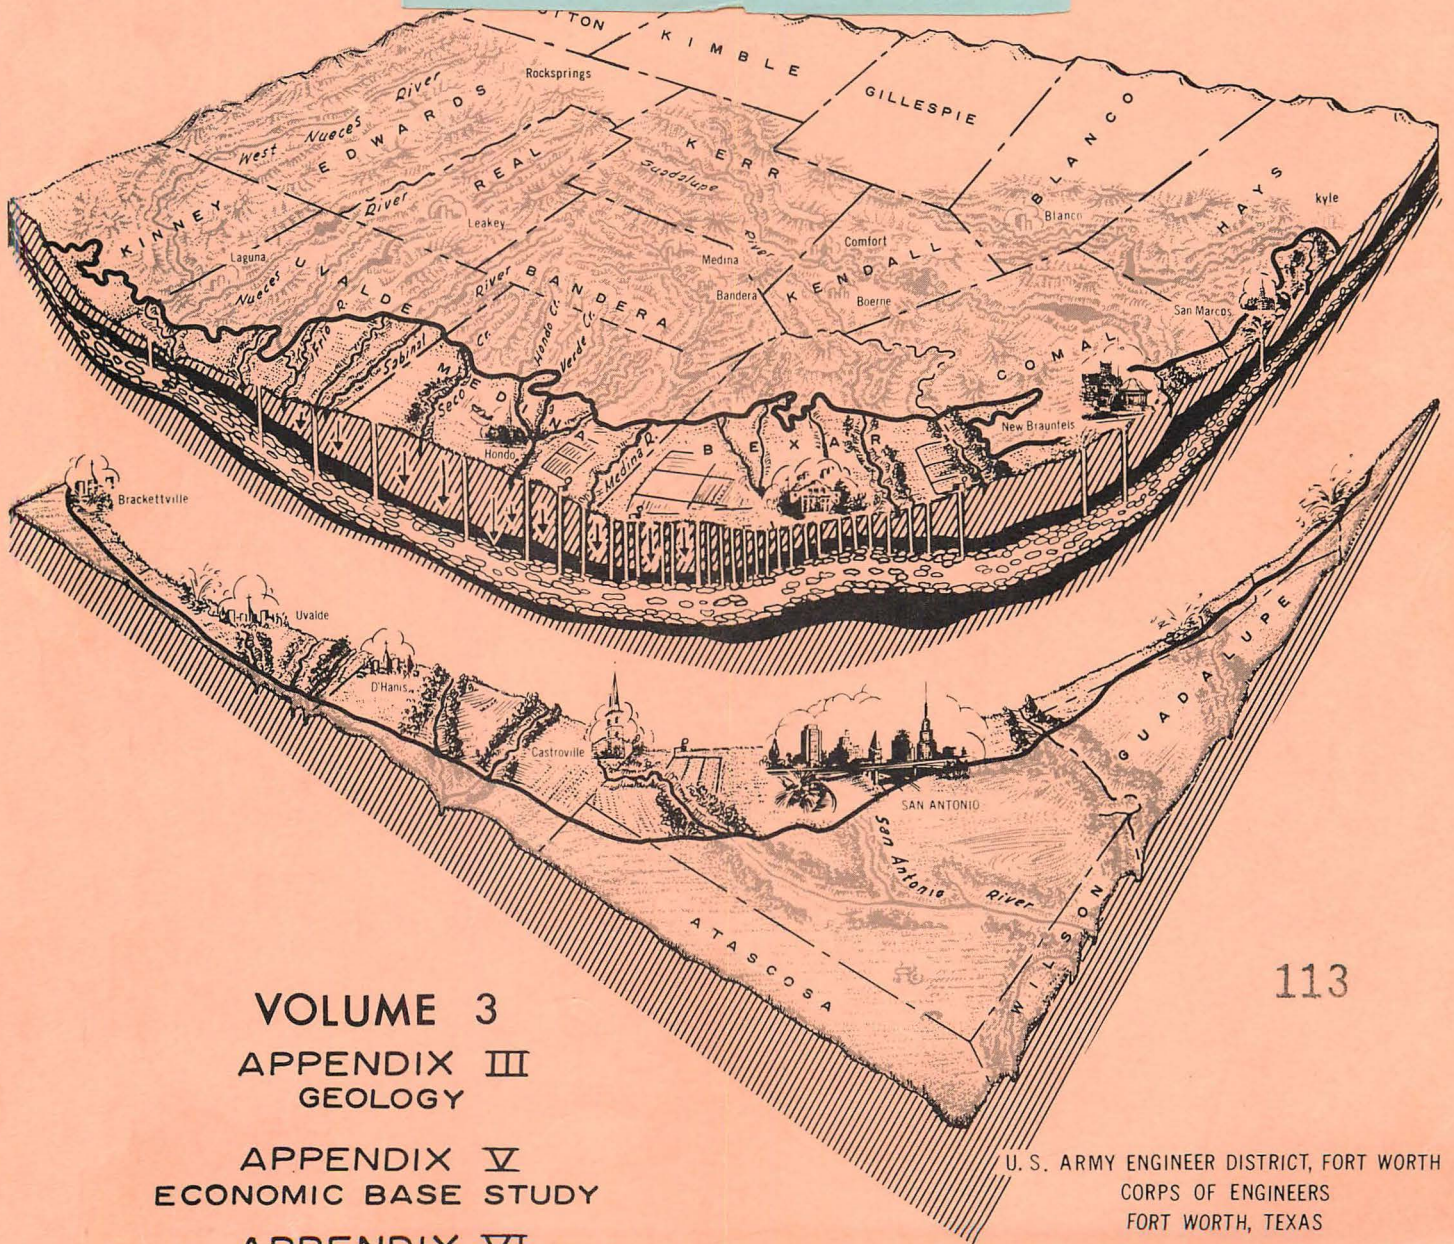 KIMBLE
Rocksprings
GILLESPIE
BLANCO
West Nueces River
EDWARDS
KERR
REAL
Guadalupe
River
HAYS
kyle
KINNEY
River
Leakey
Blanco
Comfort
Laguna
Medina
KENDALL
Nueces
UVALDE
River
BANDERA
Bandera
Boerne
San Marcos
Frio R.
Sabinal
Cr.
Hondo Cr.
Verde Cr.
COMAL
MEDINA
Seco
New Braunfels
Hondo
Medina R.
BEXAR
Brackettville
Uvalde
GUADALUPE
D'Hanis
Castroville
SAN ANTONIO
San Antonio River
ATASCOSA
WILSON
113
VOLUME 3
APPENDIX III
GEOLOGY
APPENDIX V
ECONOMIC BASE STUDY
APPENDIX VI
U. S. ARMY ENGINEER DISTRICT, FORT WORTH
CORPS OF ENGINEERS
FORT WORTH, TEXAS